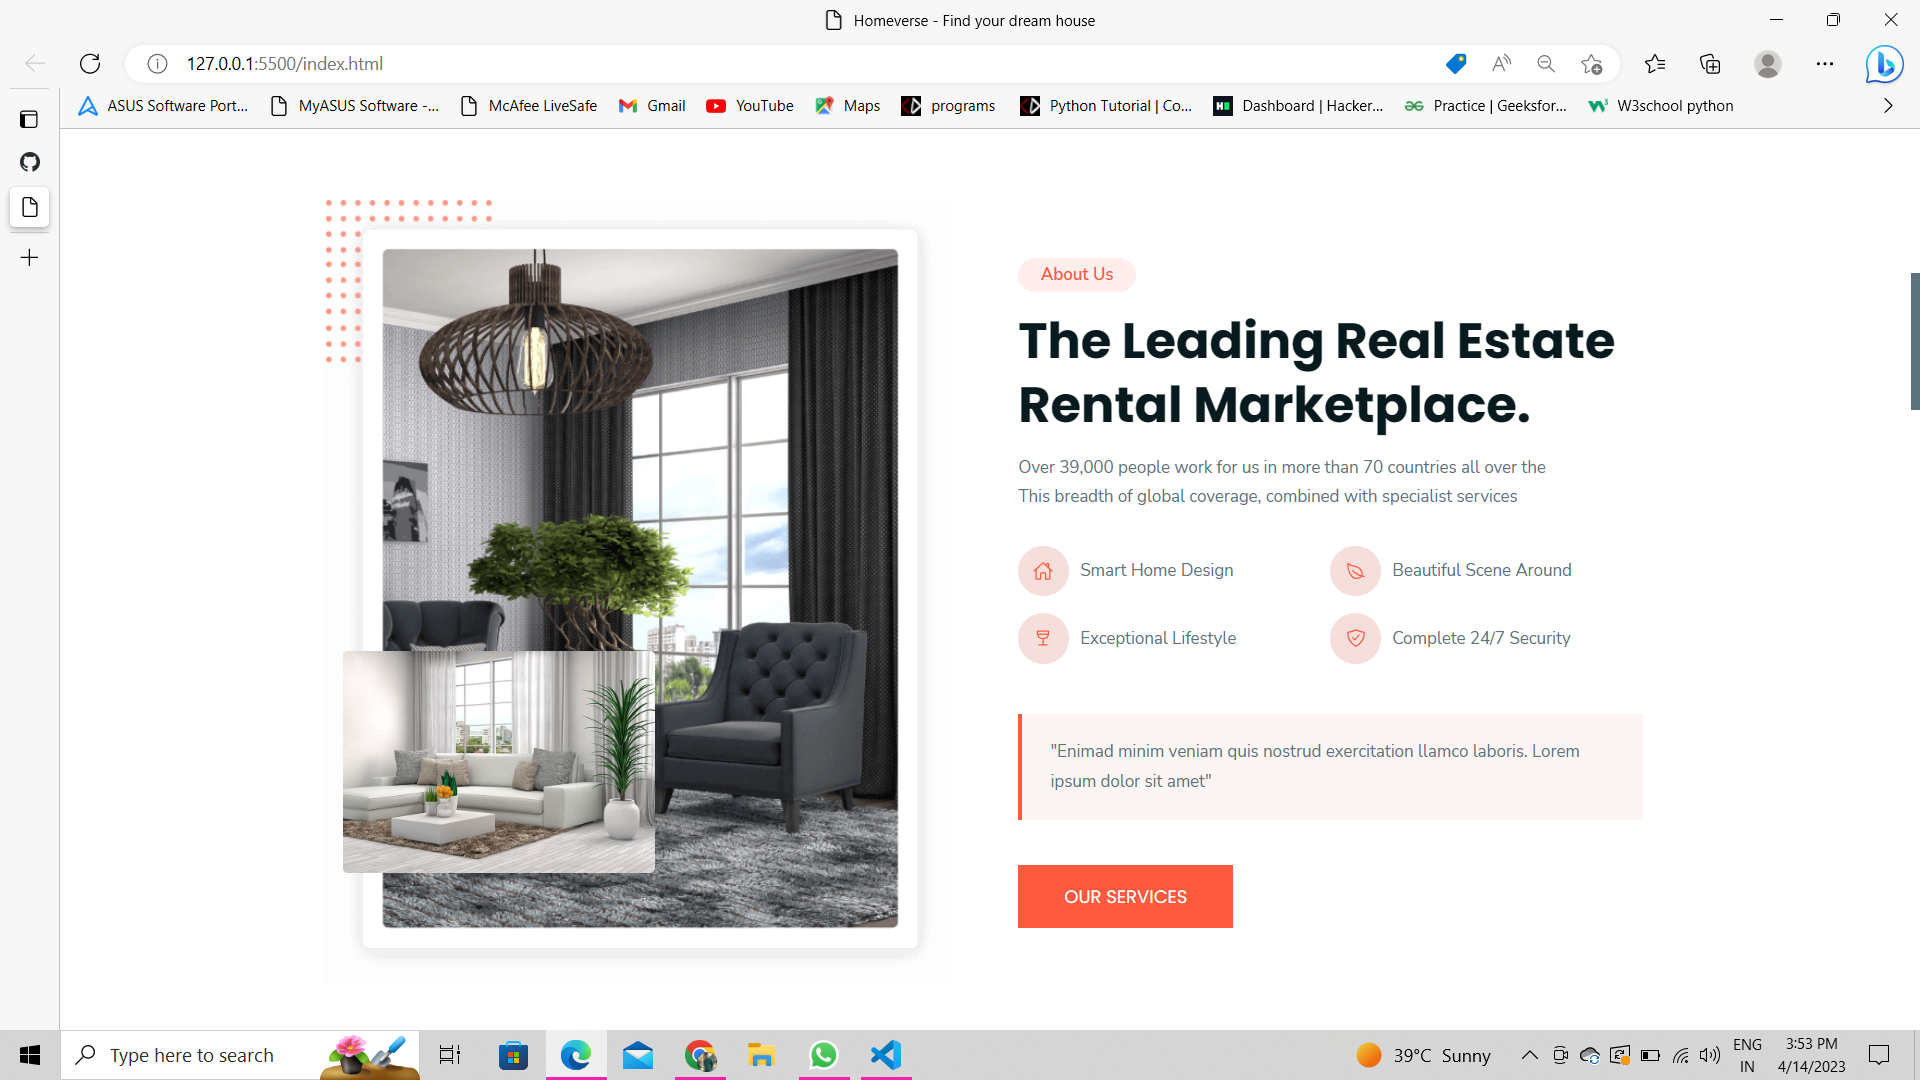 Homeverse - Find your dream house
127.0.0.1:5500/index.html
ASUS Software Port...
MyASUS Software -...
McAfee LiveSafe
Gmail
YouTube
Maps
programs
Python Tutorial | Co...
Dashboard | Hacker...
Practice | Geeksfor...
W3school python
About Us
The Leading Real Estate
Rental Marketplace.
Over 39,000 people work for us in more than 70 countries all over the
This breadth of global coverage, combined with specialist services
Smart Home Design
Beautiful Scene Around
Exceptional Lifestyle
Complete 24/7 Security
"Enimad minim veniam quis nostrud exercitation llamco laboris. Lorem
ipsum dolor sit amet"
OUR SERVICES
Type here to search
39°C Sunny
ENG
IN
3:53 PM
4/14/2023